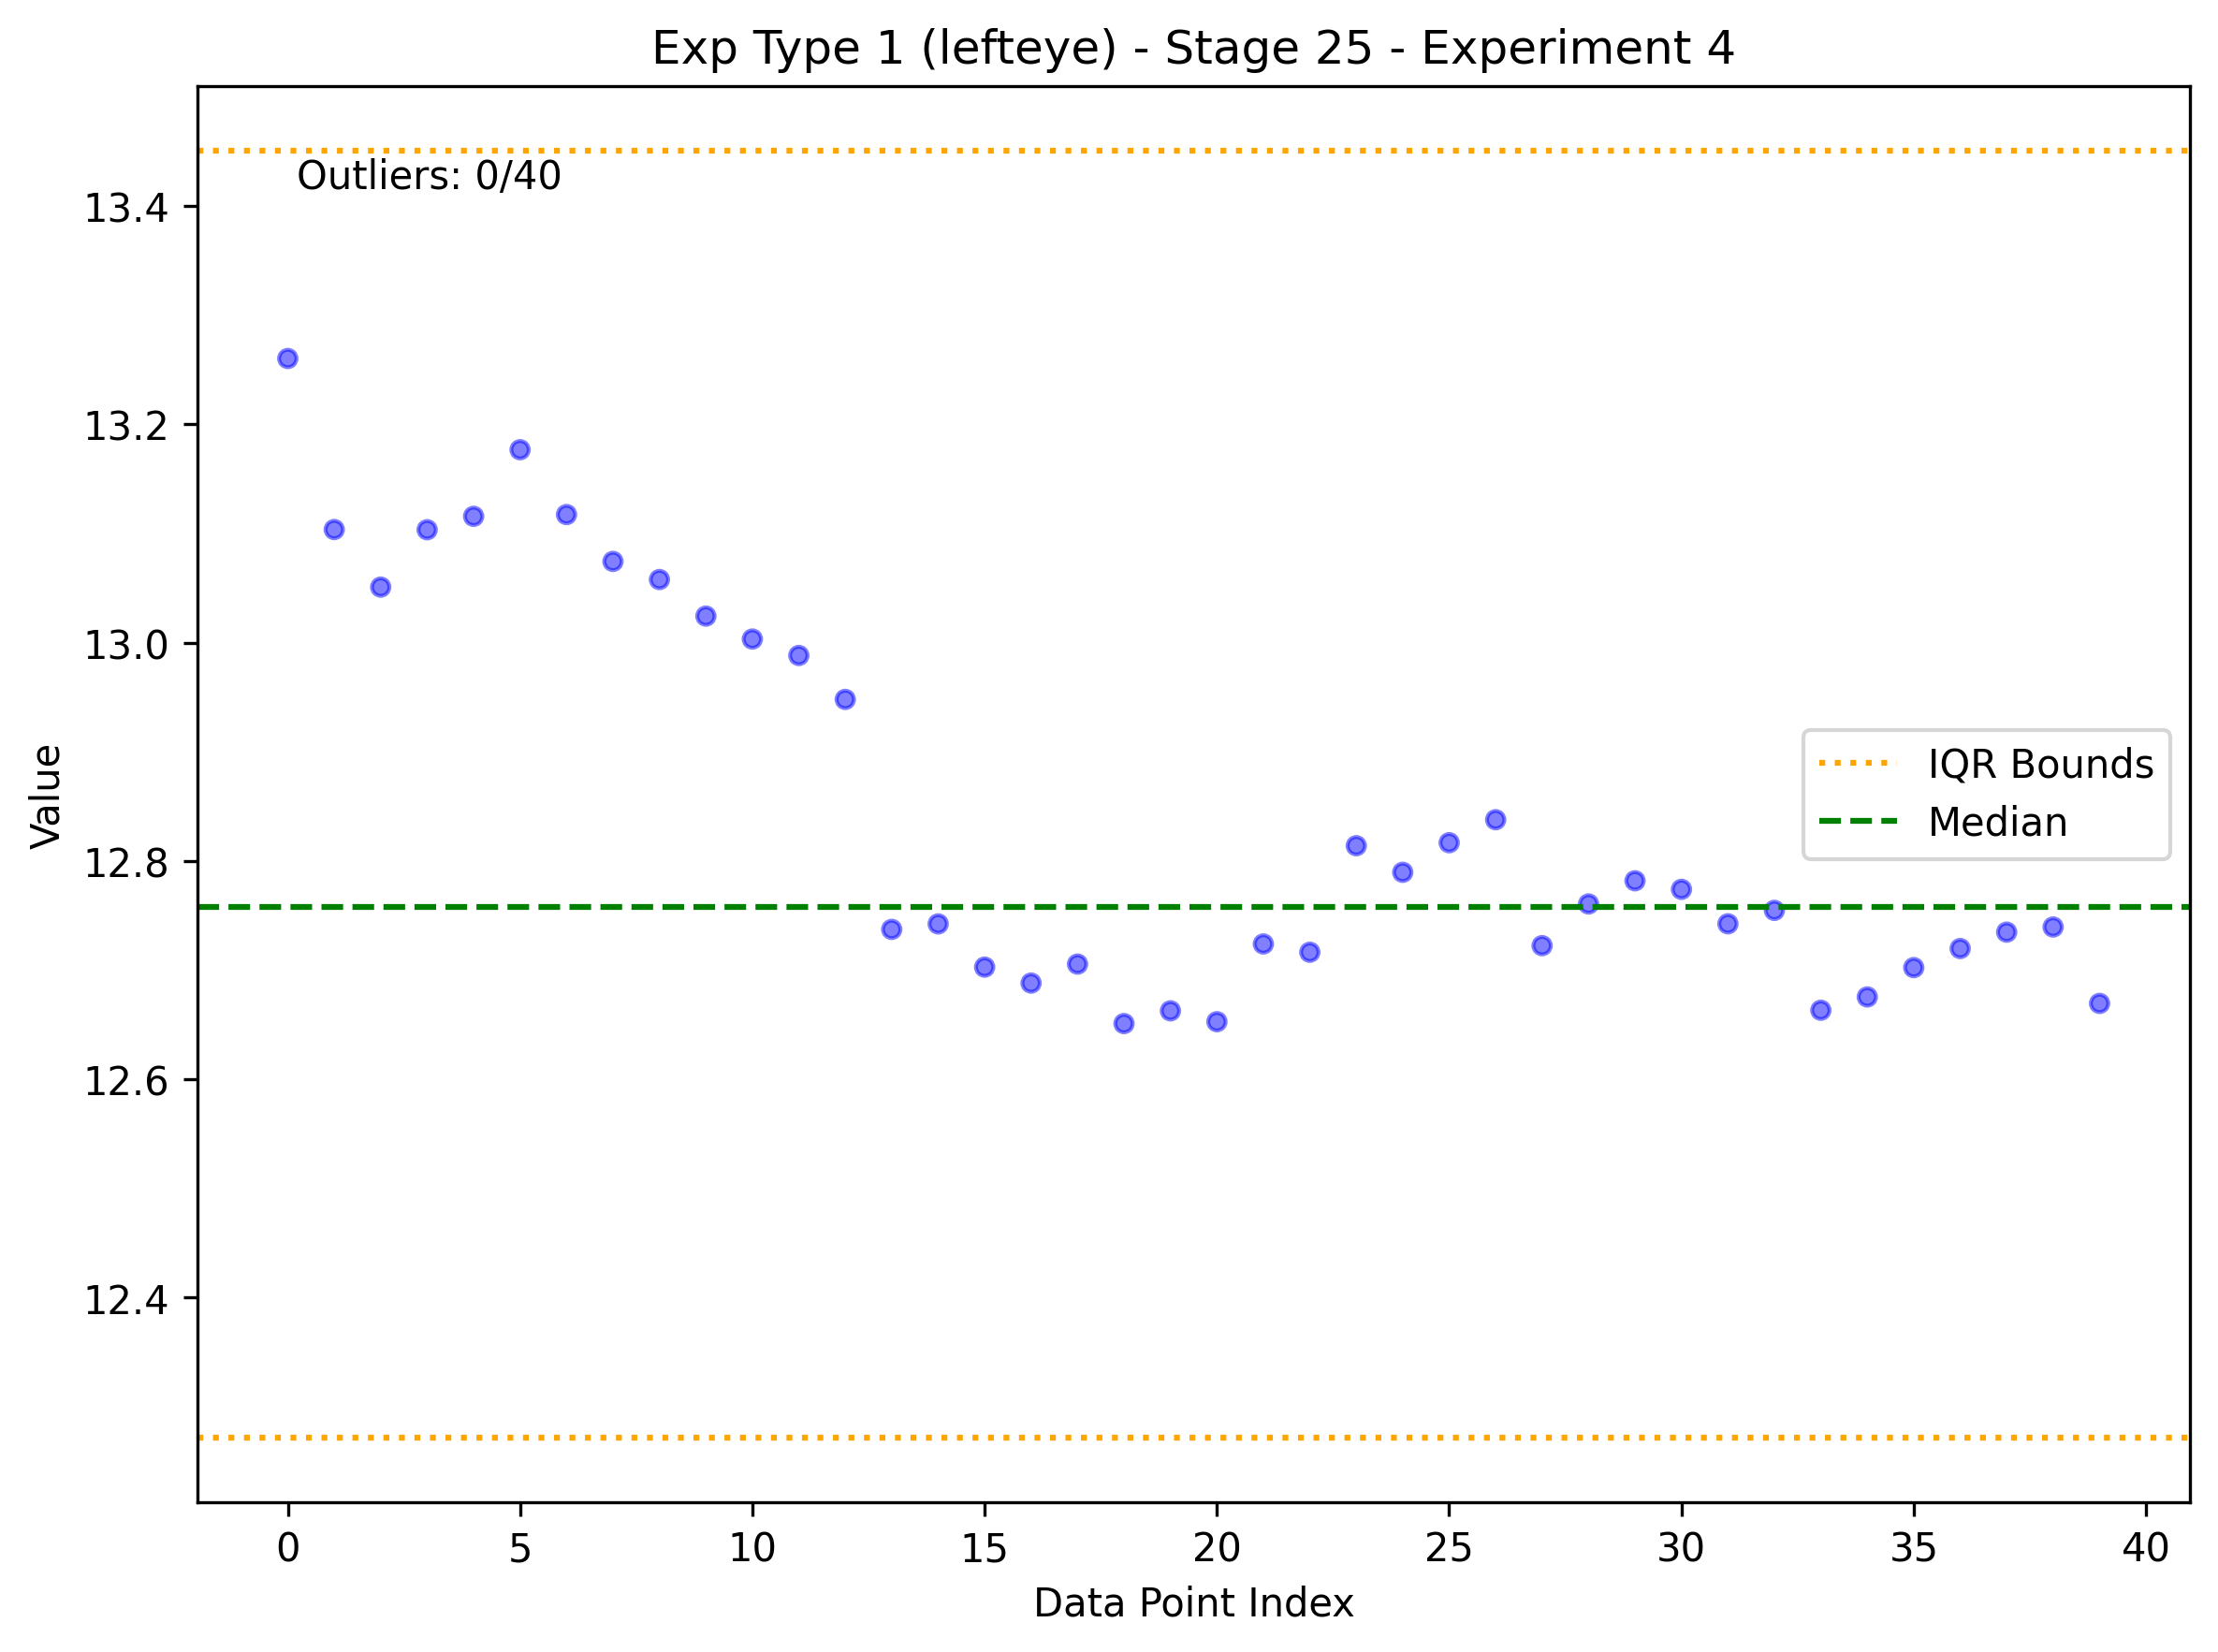 Exp Type 1 (lefteye) - Stage 25 - Experiment 4
Outliers: 0/40
13.4
13.2
13.0
12.8
12.6
12.4
Value
IQR Bounds
Median
0 5 10 15 20 25 30 35 40
Data Point Index